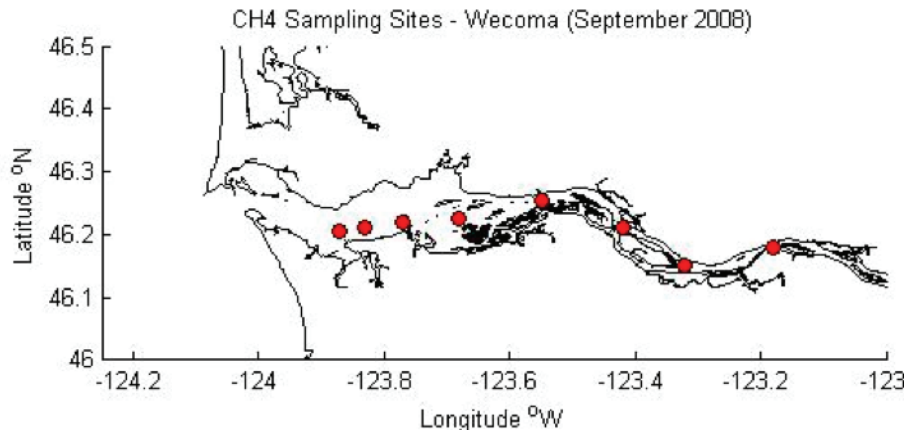 CH4 Sampling Sites - Wecoma (September 2008)
46.5
46.4
46.3
46.2
46.1
46
Latitude ºN
-124.2 -124 -123.8 -123.6 -123.4 -123.2 -123
Longitude ºW